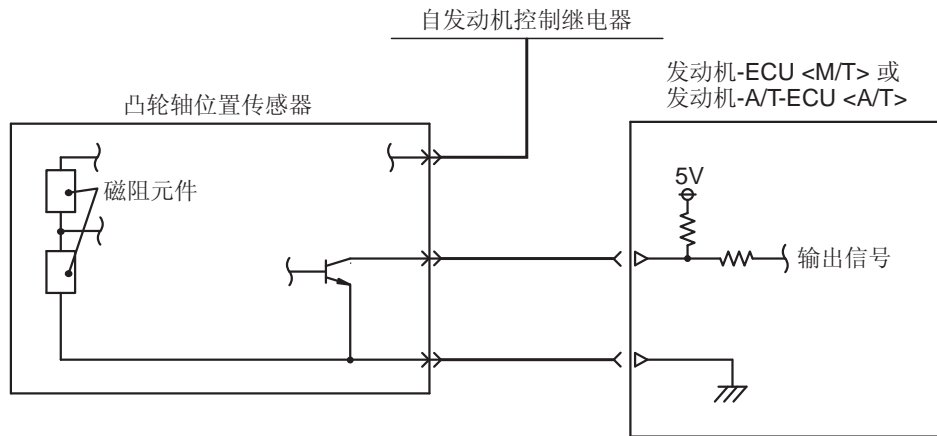 自发动机控制继电器
发动机-ECU <M/T> 或
发动机-A/T-ECU <A/T>
凸轮轴位置传感器
磁阻元件
5V
输出信号